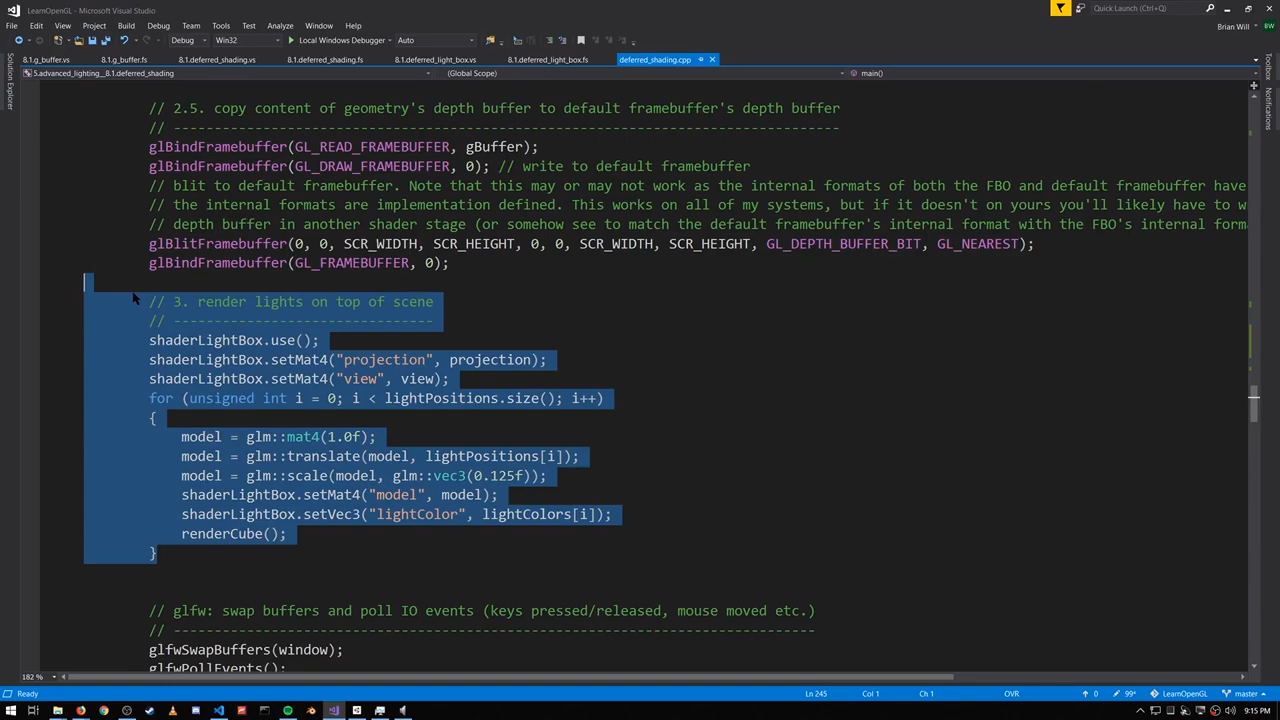 LearnOpenGL - Microsoft Visual Studio
Quick Launch (Ctrl+Q)
File Edit View Project Build Debug Team Tools Test Analyze Window Help
Brian Will BW
Debug Win32 Local Windows Debugger Auto
8.1.g_buffer.vs 8.1.g_buffer.fs 8.1.deferred_shading.vs 8.1.deferred_shading.fs 8.1.deferred_light_box.vs 8.1.deferred_light_box.fs deferred_shading.cpp
5.advanced_lighting__8.1.deferred_shading (Global Scope) main()
Solution Explorer
Toolbox
Notifications
// 2.5. copy content of geometry's depth buffer to default framebuffer's depth buffer
// ----------------------------------------------------------------------------------
glBindFramebuffer(GL_READ_FRAMEBUFFER, gBuffer);
glBindFramebuffer(GL_DRAW_FRAMEBUFFER, 0); // write to default framebuffer
// blit to default framebuffer. Note that this may or may not work as the internal formats of both the FBO and default framebuffer have
// the internal formats are implementation defined. This works on all of my systems, but if it doesn't on yours you'll likely have to w
// depth buffer in another shader stage (or somehow see to match the default framebuffer's internal format with the FBO's internal form
glBlitFramebuffer(0, 0, SCR_WIDTH, SCR_HEIGHT, 0, 0, SCR_WIDTH, SCR_HEIGHT, GL_DEPTH_BUFFER_BIT, GL_NEAREST);
glBindFramebuffer(GL_FRAMEBUFFER, 0);
// 3. render lights on top of scene
// --------------------------------
shaderLightBox.use();
shaderLightBox.setMat4("projection", projection);
shaderLightBox.setMat4("view", view);
for (unsigned int i = 0; i < lightPositions.size(); i++)
{
model = glm::mat4(1.0f);
model = glm::translate(model, lightPositions[i]);
model = glm::scale(model, glm::vec3(0.125f));
shaderLightBox.setMat4("model", model);
shaderLightBox.setVec3("lightColor", lightColors[i]);
renderCube();
}
// glfw: swap buffers and poll IO events (keys pressed/released, mouse moved etc.)
// -------------------------------------------------------------------------------
glfwSwapBuffers(window);
glfwPollEvents();
182 %
Ready Ln 245 Col 1 Ch 1 OVR 0 99+ LearnOpenGL master
9:15 PM